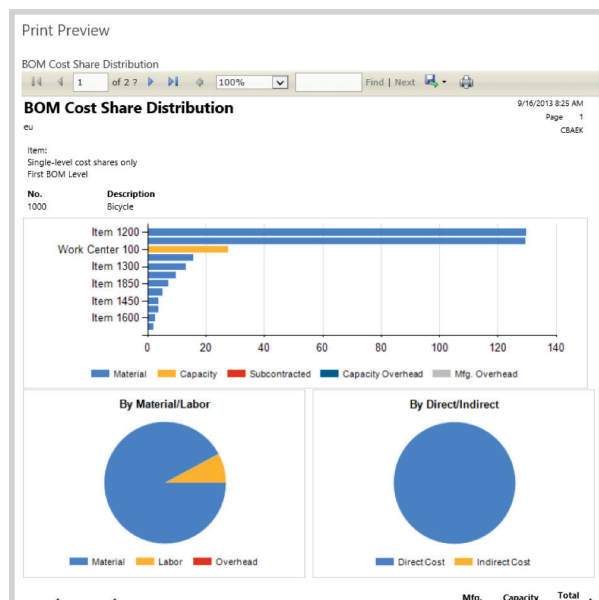 Print Preview
BOM Cost Share Distribution
1 of 2 ? 100% Find | Next
BOM Cost Share Distribution
9/16/2013 8:25 AM
Page 1
CBAEK
eu
Item:
Single-level cost shares only
First BOM Level
No. Description
1000 Bicycle
Item 1200
Work Center 100
Item 1300
Item 1850
Item 1450
Item 1600
0 20 40 60 80 100 120 140
Material Capacity Subcontracted Capacity Overhead Mfg. Overhead
By Material/Labor
Material Labor Overhead
By Direct/Indirect
Direct Cost Indirect Cost
Mfg. Capacity Total